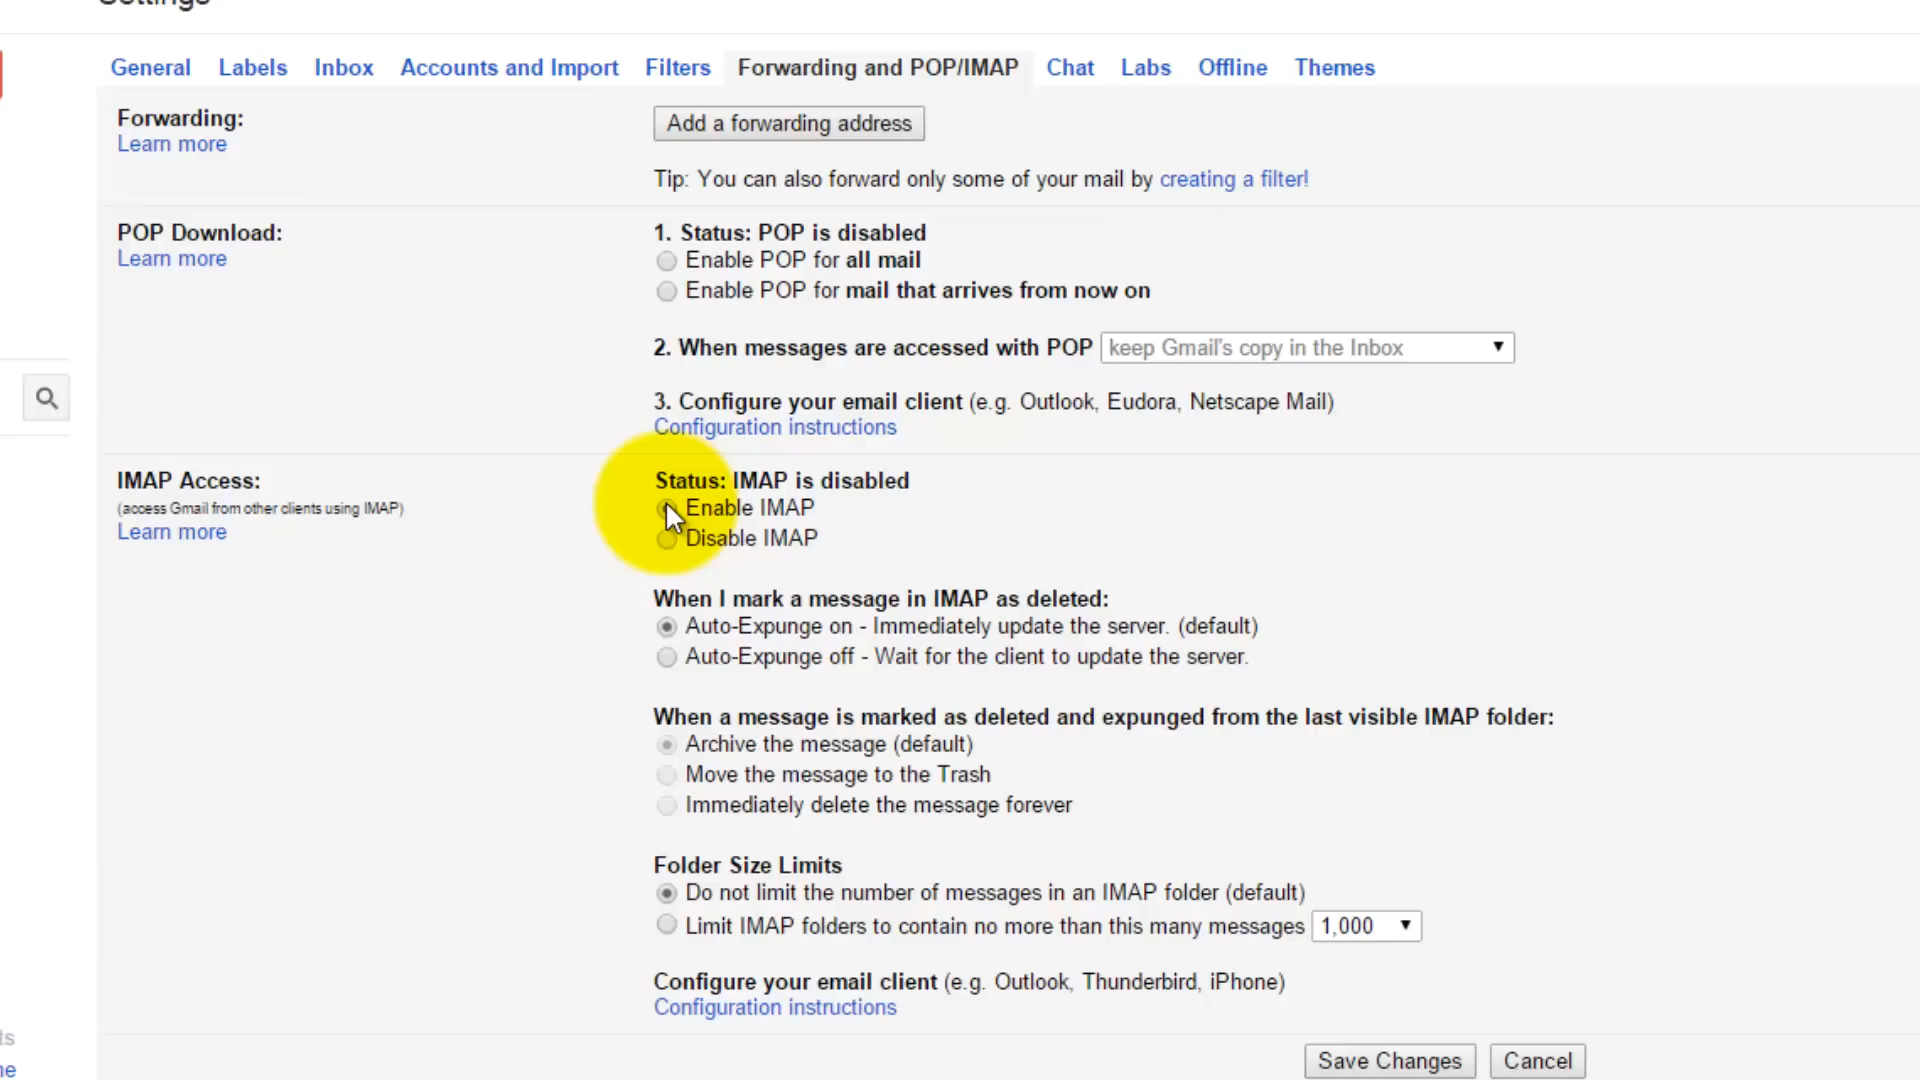 Settings
General Labels Inbox Accounts and Import Filters Forwarding and POP/IMAP Chat Labs Offline Themes
Forwarding:
Learn more
Add a forwarding address
Tip: You can also forward only some of your mail by creating a filter!
POP Download:
Learn more
1. Status: POP is disabled
Enable POP for all mail
Enable POP for mail that arrives from now on
2. When messages are accessed with POP keep Gmail's copy in the Inbox
3. Configure your email client (e.g. Outlook, Eudora, Netscape Mail)
Configuration instructions
IMAP Access:
(access Gmail from other clients using IMAP)
Learn more
Status: IMAP is disabled
Enable IMAP
Disable IMAP
When I mark a message in IMAP as deleted:
Auto-Expunge on - Immediately update the server. (default)
Auto-Expunge off - Wait for the client to update the server.
When a message is marked as deleted and expunged from the last visible IMAP folder:
Archive the message (default)
Move the message to the Trash
Immediately delete the message forever
Folder Size Limits
Do not limit the number of messages in an IMAP folder (default)
Limit IMAP folders to contain no more than this many messages 1,000
Configure your email client (e.g. Outlook, Thunderbird, iPhone)
Configuration instructions
Save Changes Cancel